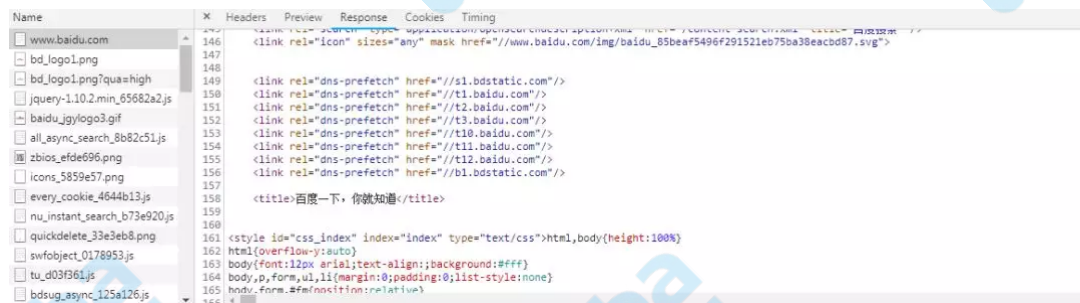 Name
× Headers Preview Response Cookies Timing
www.baidu.com
bd_logo1.png
bd_logo1.png?qua=high
jquery-1.10.2.min_65682a2.js
baidu_jgylogo3.gif
all_async_search_8b82c51.js
zbios_efde696.png
icons_5859e57.png
every_cookie_4644b13.js
nu_instant_search_b73e920.js
quickdelete_33e3eb8.png
swfobject_0178953.js
tu_d03f361.js
bdsug_async_125a126.js
146 <link rel="icon" sizes="any" mask href="//www.baidu.com/img/baidu_85beaf5496f291521eb75ba38eacbd87.svg">
147
148
149 <link rel="dns-prefetch" href="//s1.bdstatic.com"/>
150 <link rel="dns-prefetch" href="//t1.baidu.com"/>
151 <link rel="dns-prefetch" href="//t2.baidu.com"/>
152 <link rel="dns-prefetch" href="//t3.baidu.com"/>
153 <link rel="dns-prefetch" href="//t10.baidu.com"/>
154 <link rel="dns-prefetch" href="//t11.baidu.com"/>
155 <link rel="dns-prefetch" href="//t12.baidu.com"/>
156 <link rel="dns-prefetch" href="//b1.bdstatic.com"/>
157
158 <title>百度一下，你就知道</title>
159
160
161 <style id="css_index" index="index" type="text/css">html,body{height:100%}
162 html{overflow-y:auto}
163 body{font:12px arial;text-align:;background:#fff}
164 body,p,form,ul,li{margin:0;padding:0;list-style:none}
165 body,form,#fm{position:relative}